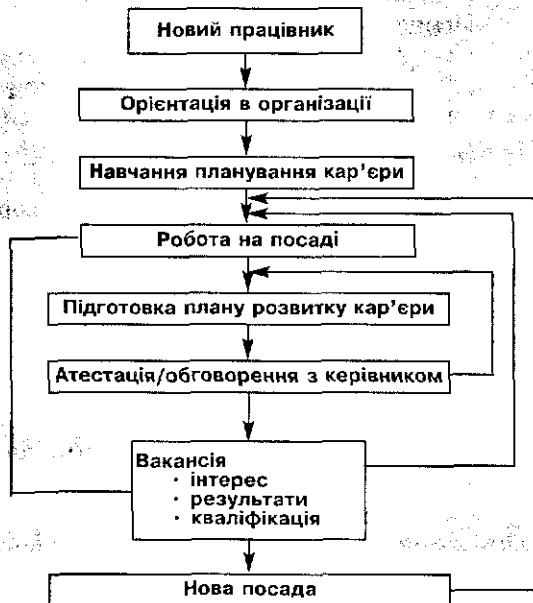 Новий працівник
Орієнтація в організації
Навчання планування кар’єри
Робота на посаді
Підготовка плану розвитку кар’єри
Атестація/обговорення з керівником
Вакансія
· інтерес
· результати
· кваліфікація
Нова посада